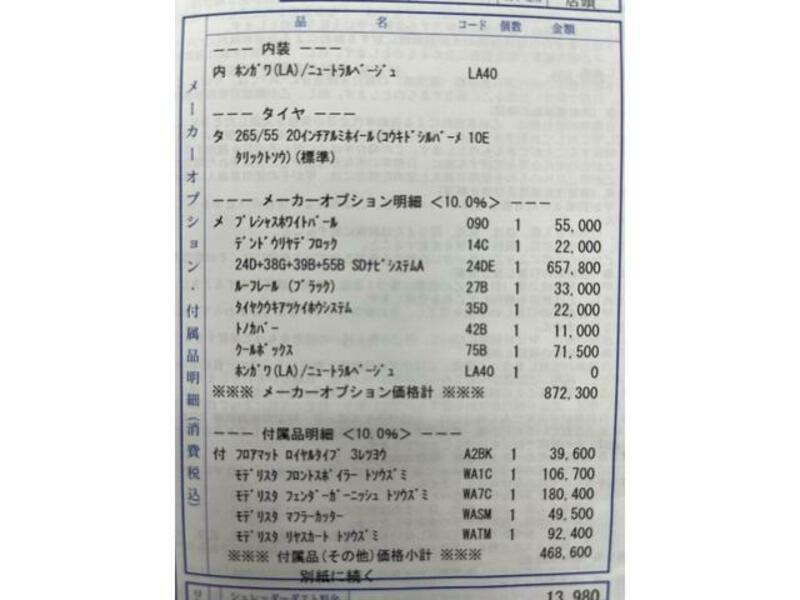 店頭
品 名 コード 個数 金額
メーカーオプション・付属品明細(消費税込)
--- 内装 ---
内 ホンガワ(LA)/ニュートラルベージュ LA40
--- タイヤ ---
タ 265/55 20インチアルミホイール(コウキドシルバーメ 10E
タリックトソウ)(標準)
--- メーカーオプション明細 <10.0%> ---
メ プレシャスホワイトパール 090 1 55,000
デンドウリヤデフロック 14C 1 22,000
24D+38G+39B+55B SDナビシステムA 24DE 1 657,800
ルーフレール (ブラック) 27B 1 33,000
タイヤクウキアツケイホウシステム 35D 1 22,000
トノカバー 42B 1 11,000
クールボックス 75B 1 71,500
ホンガワ(LA)/ニュートラルベージュ LA40 1 0
※※※ メーカーオプション価格計 ※※※ 872,300
--- 付属品明細 <10.0%> ---
付 フロアマット ロイヤルタイプ 3レツヨウ A2BK 1 39,600
モデリスタ フロントスポイラー トソウズミ WA1C 1 106,700
モデリスタ フェンダーガーニッシュ トソウズミ WA7C 1 180,400
モデリスタ マフラーカッター WASM 1 49,500
モデリスタ リヤスカート トソウズミ WATM 1 92,400
※※※ 付属品(その他)価格小計 ※※※ 468,600
別紙に続く
リ シュレッダーダスト料金 13,980